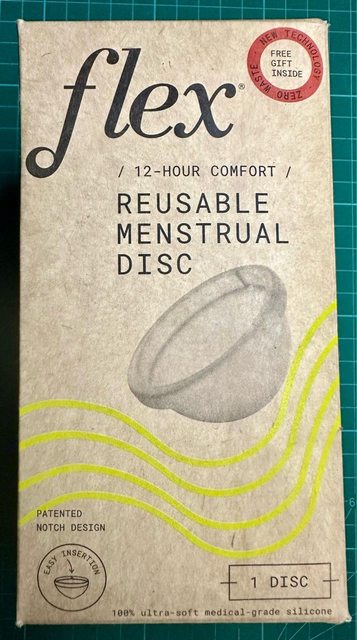 flex®
NEW TECHNOLOGY · ZERO WASTE ·
FREE
GIFT
INSIDE
/ 12-HOUR COMFORT /
REUSABLE
MENSTRUAL
DISC
PATENTED
NOTCH DESIGN
EASY INSERTION
1 DISC
100% ultra-soft medical-grade silicone
6